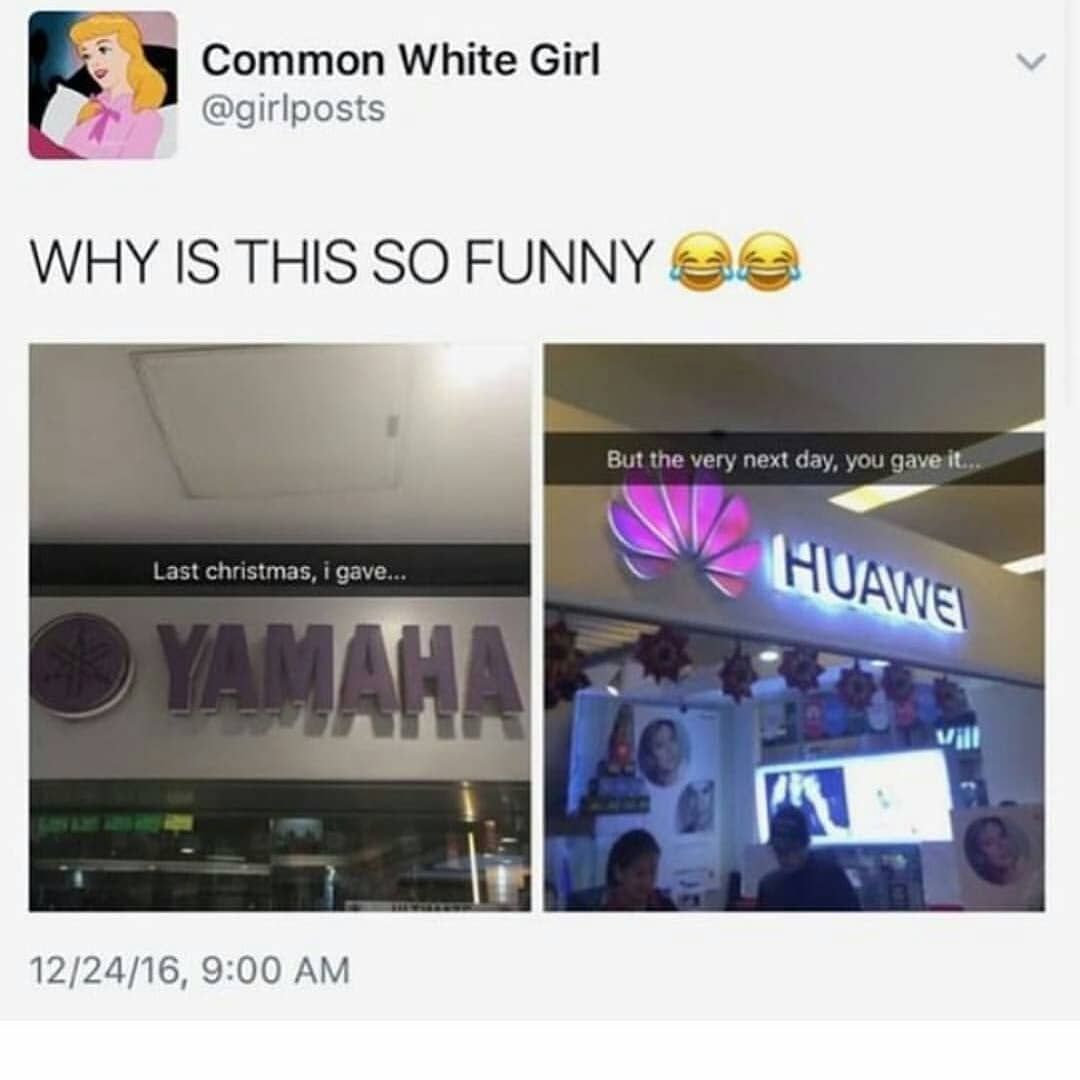 Common White Girl
@girlposts
WHY IS THIS SO FUNNY 😂😂
Last christmas, i gave...
YAMAHA
But the very next day, you gave it...
HUAWEI
Vill
12/24/16, 9:00 AM